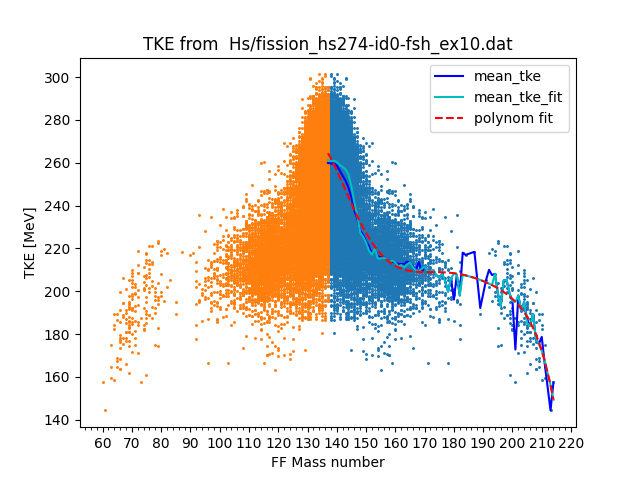 TKE from  Hs/fission_hs274-id0-fsh_ex10.dat
mean_tke
mean_tke_fit
polynom fit
TKE [MeV]
300
280
260
240
220
200
180
160
140
60 70 80 90 100 110 120 130 140 150 160 170 180 190 200 210 220
FF Mass number